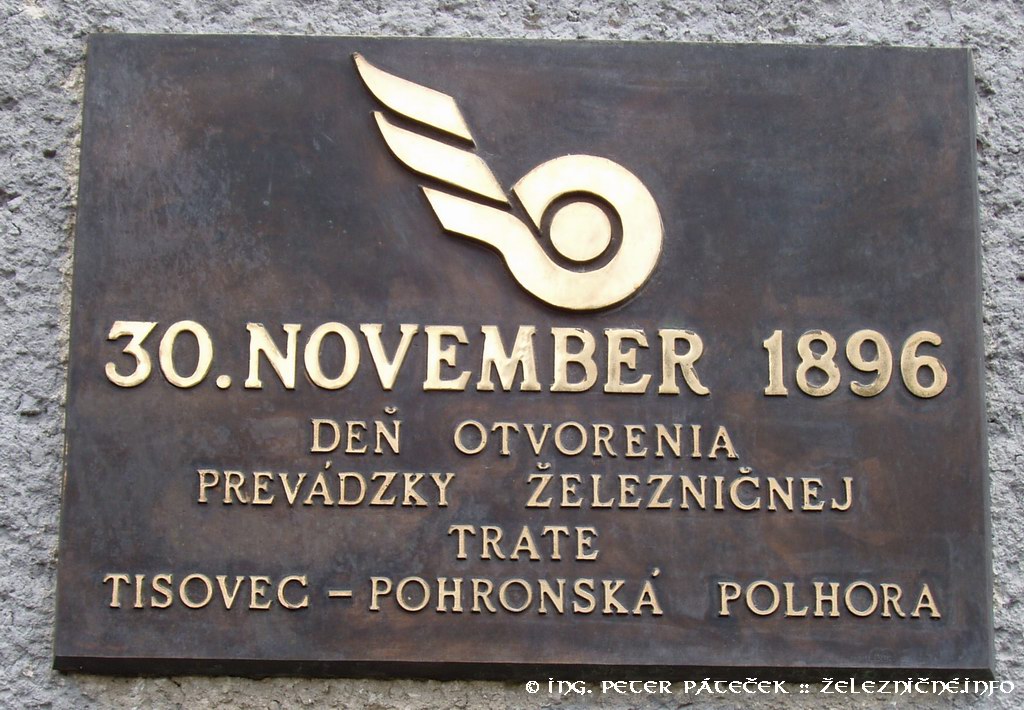 30. NOVEMBER 1896
DEŇ OTVORENIA
PREVÁDZKY ŽELEZNIČNEJ
TRATE
TISOVEC – POHRONSKÁ POLHORA
© ING. PETER PÁTEČEK :: ŽELEZNIČNÉ.INFO